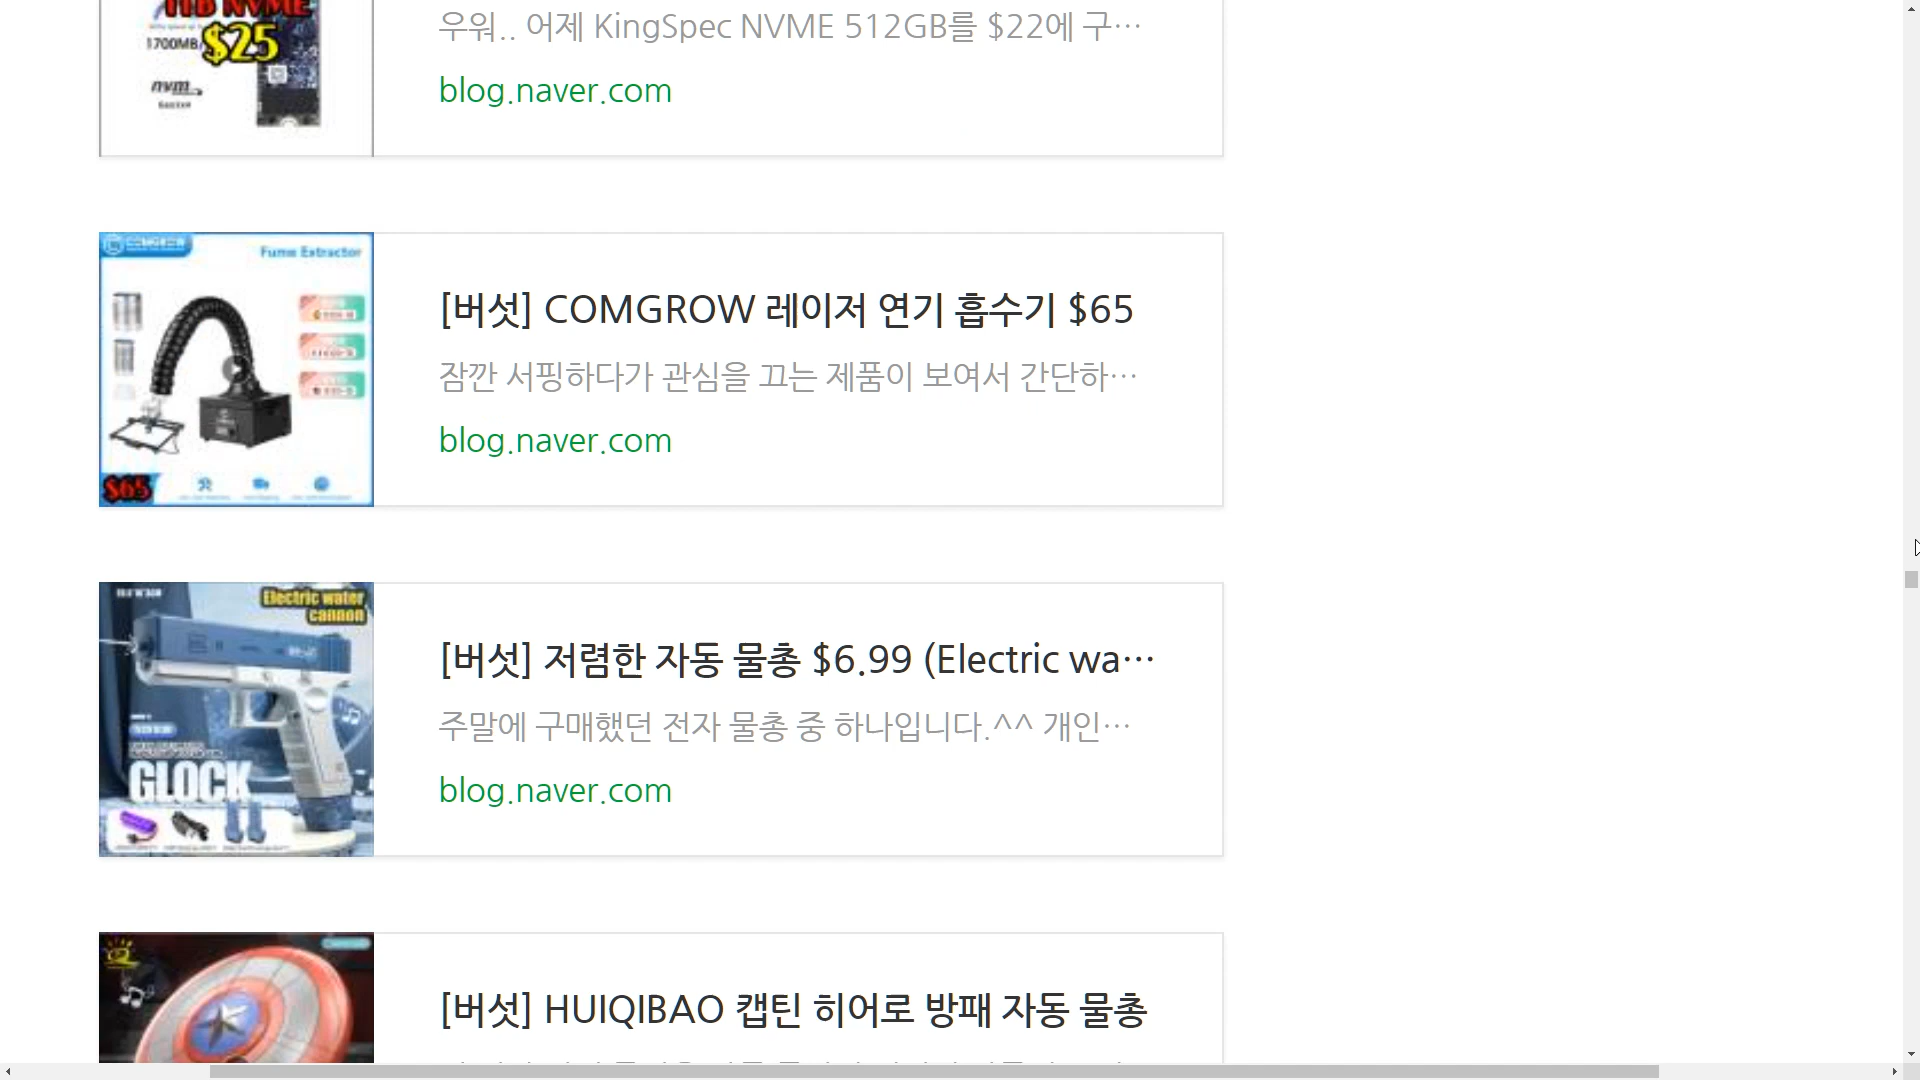 1TB NVME
1700MB/
$25
우워.. 어제 KingSpec NVME 512GB를 $22에 구…
blog.naver.com
COMGROW
Fume Extractor
$65
[버섯] COMGROW 레이저 연기 흡수기 $65
잠깐 서핑하다가 관심을 끄는 제품이 보여서 간단하…
blog.naver.com
Electric water
cannon
GLOCK
[버섯] 저렴한 자동 물총 $6.99 (Electric wa…
주말에 구매했던 전자 물총 중 하나입니다.^^ 개인…
blog.naver.com
[버섯] HUIQIBAO 캡틴 히어로 방패 자동 물총